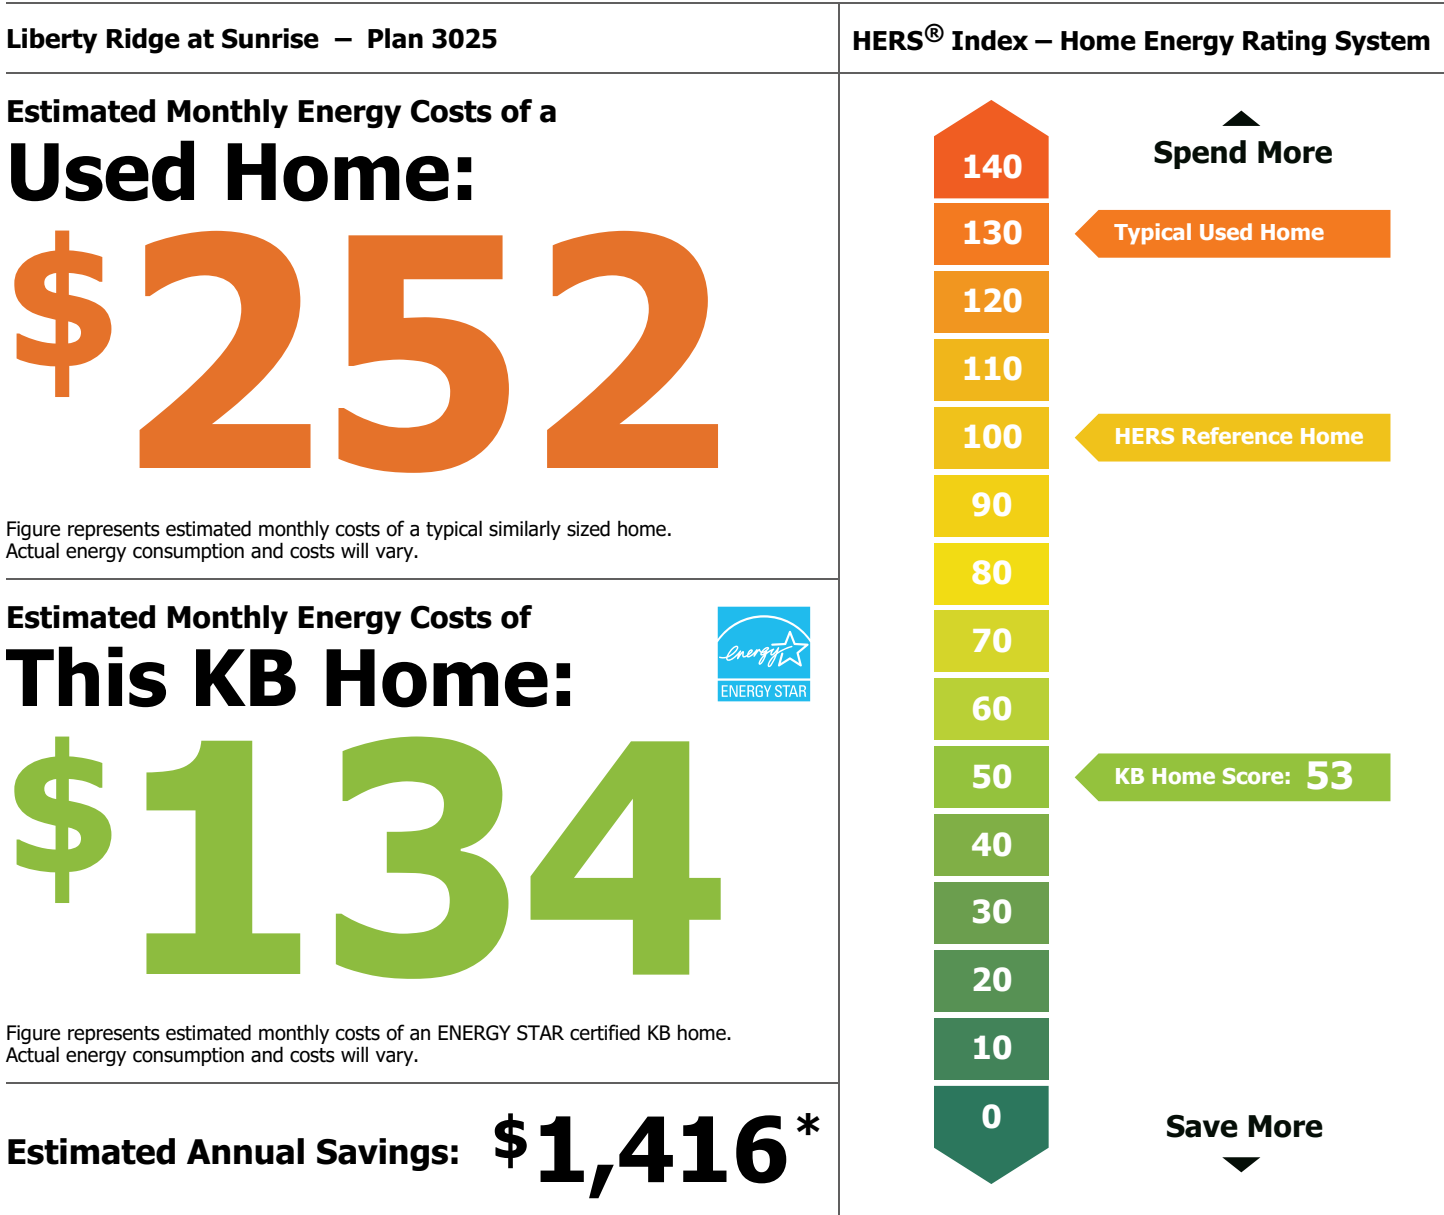 Liberty Ridge at Sunrise – Plan 3025
Estimated Monthly Energy Costs of a
Used Home:
$252
Figure represents estimated monthly costs of a typical similarly sized home.
Actual energy consumption and costs will vary.
Estimated Monthly Energy Costs of
This KB Home:
energy
ENERGY STAR
$134
Figure represents estimated monthly costs of an ENERGY STAR certified KB home.
Actual energy consumption and costs will vary.
Estimated Annual Savings: $1,416*
HERS® Index – Home Energy Rating System
Spend More
140
130 Typical Used Home
120
110
100 HERS Reference Home
90
80
70
60
50 KB Home Score: 53
40
30
20
10
0
Save More